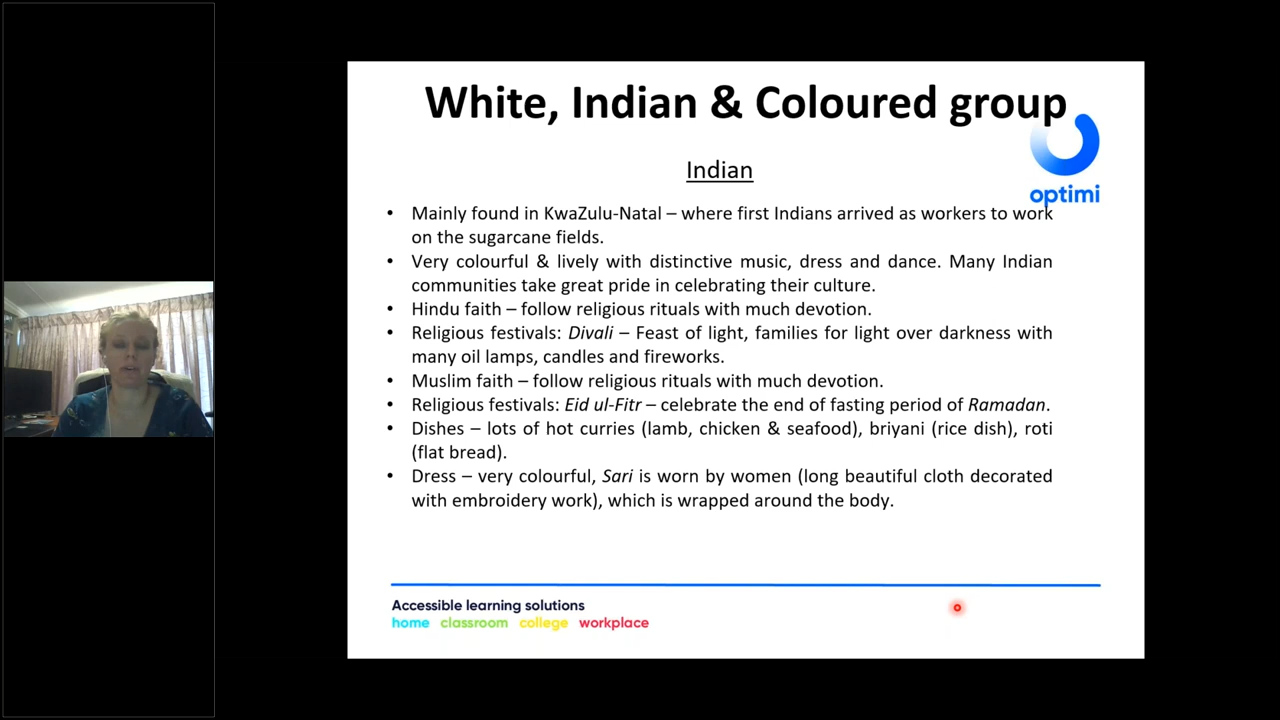 White, Indian & Coloured group
optimi
Indian
• Mainly found in KwaZulu-Natal – where first Indians arrived as workers to work
on the sugarcane fields.
• Very colourful & lively with distinctive music, dress and dance. Many Indian
communities take great pride in celebrating their culture.
• Hindu faith – follow religious rituals with much devotion.
• Religious festivals: Divali – Feast of light, families for light over darkness with
many oil lamps, candles and fireworks.
• Muslim faith – follow religious rituals with much devotion.
• Religious festivals: Eid ul-Fitr – celebrate the end of fasting period of Ramadan.
• Dishes – lots of hot curries (lamb, chicken & seafood), briyani (rice dish), roti
(flat bread).
• Dress – very colourful, Sari is worn by women (long beautiful cloth decorated
with embroidery work), which is wrapped around the body.
Accessible learning solutions
home classroom college workplace